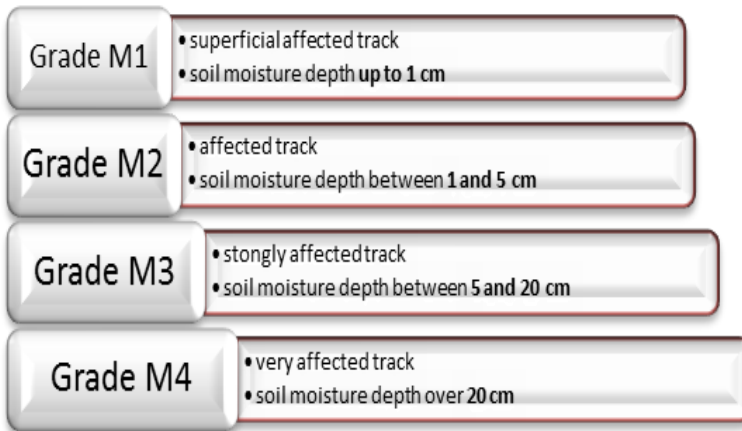 Grade M1
• superficial affected track
• soil moisture depth up to 1 cm
Grade M2
• affected track
• soil moisture depth between 1 and 5 cm
Grade M3
• stongly affected track
• soil moisture depth between 5 and 20 cm
Grade M4
• very affected track
• soil moisture depth over 20 cm